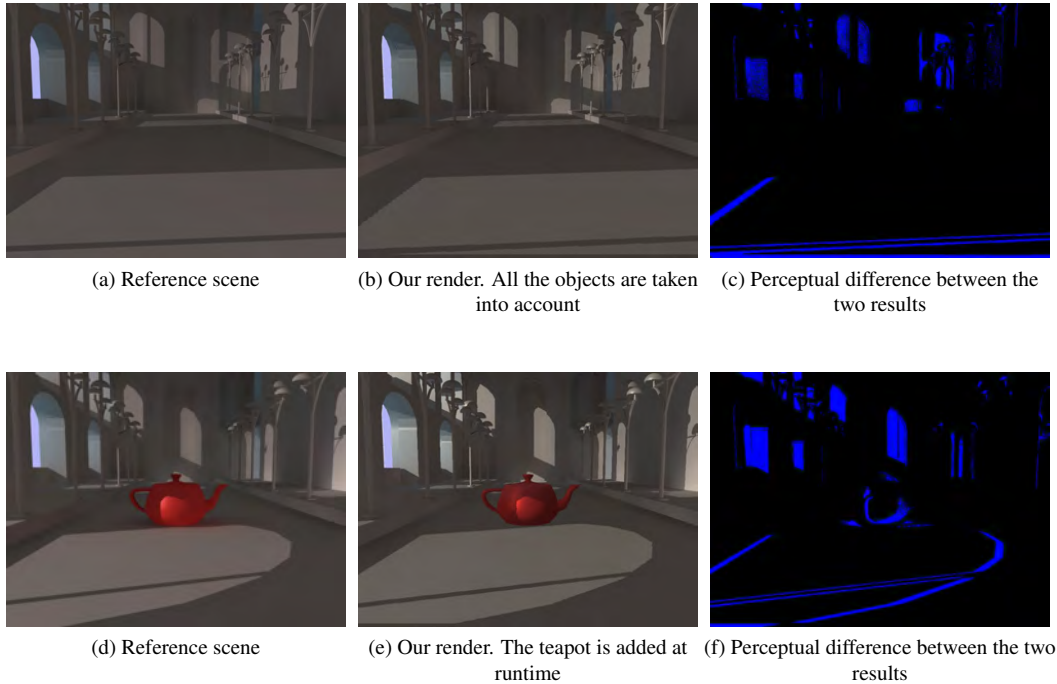 (a) Reference scene
(b) Our render. All the objects are taken
into account
(c) Perceptual difference between the
two results
(d) Reference scene
(e) Our render. The teapot is added at
runtime
(f) Perceptual difference between the two
results